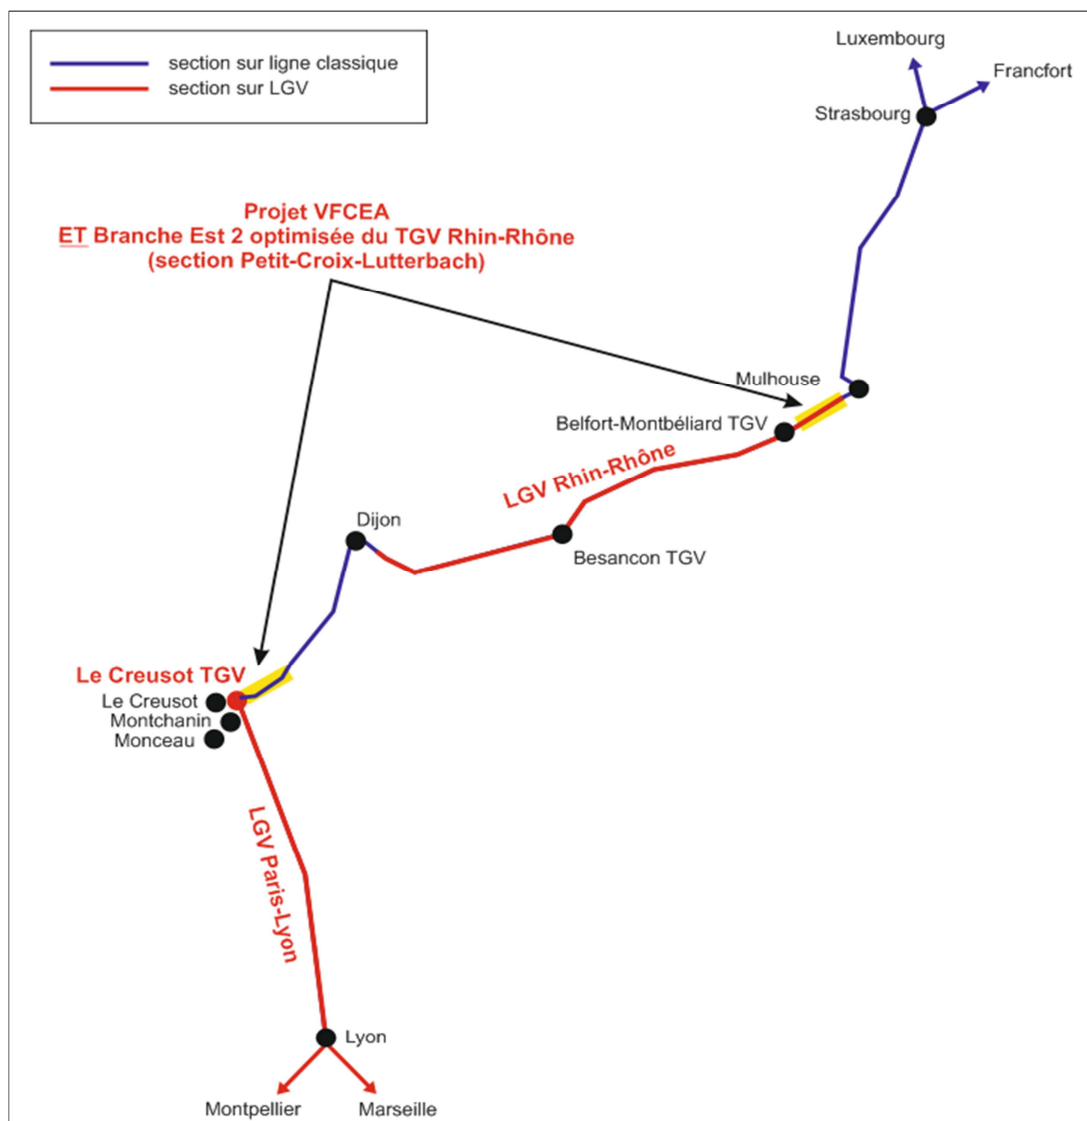 section sur ligne classique
section sur LGV
Luxembourg
Francfort
Strasbourg
Projet VFCEA
ET Branche Est 2 optimisée du TGV Rhin-Rhône
(section Petit-Croix-Lutterbach)
Mulhouse
Belfort-Montbéliard TGV
LGV Rhin-Rhône
Dijon
Besancon TGV
Le Creusot TGV
Le Creusot
Montchanin
Monceau
LGV Paris-Lyon
Lyon
Montpellier
Marseille